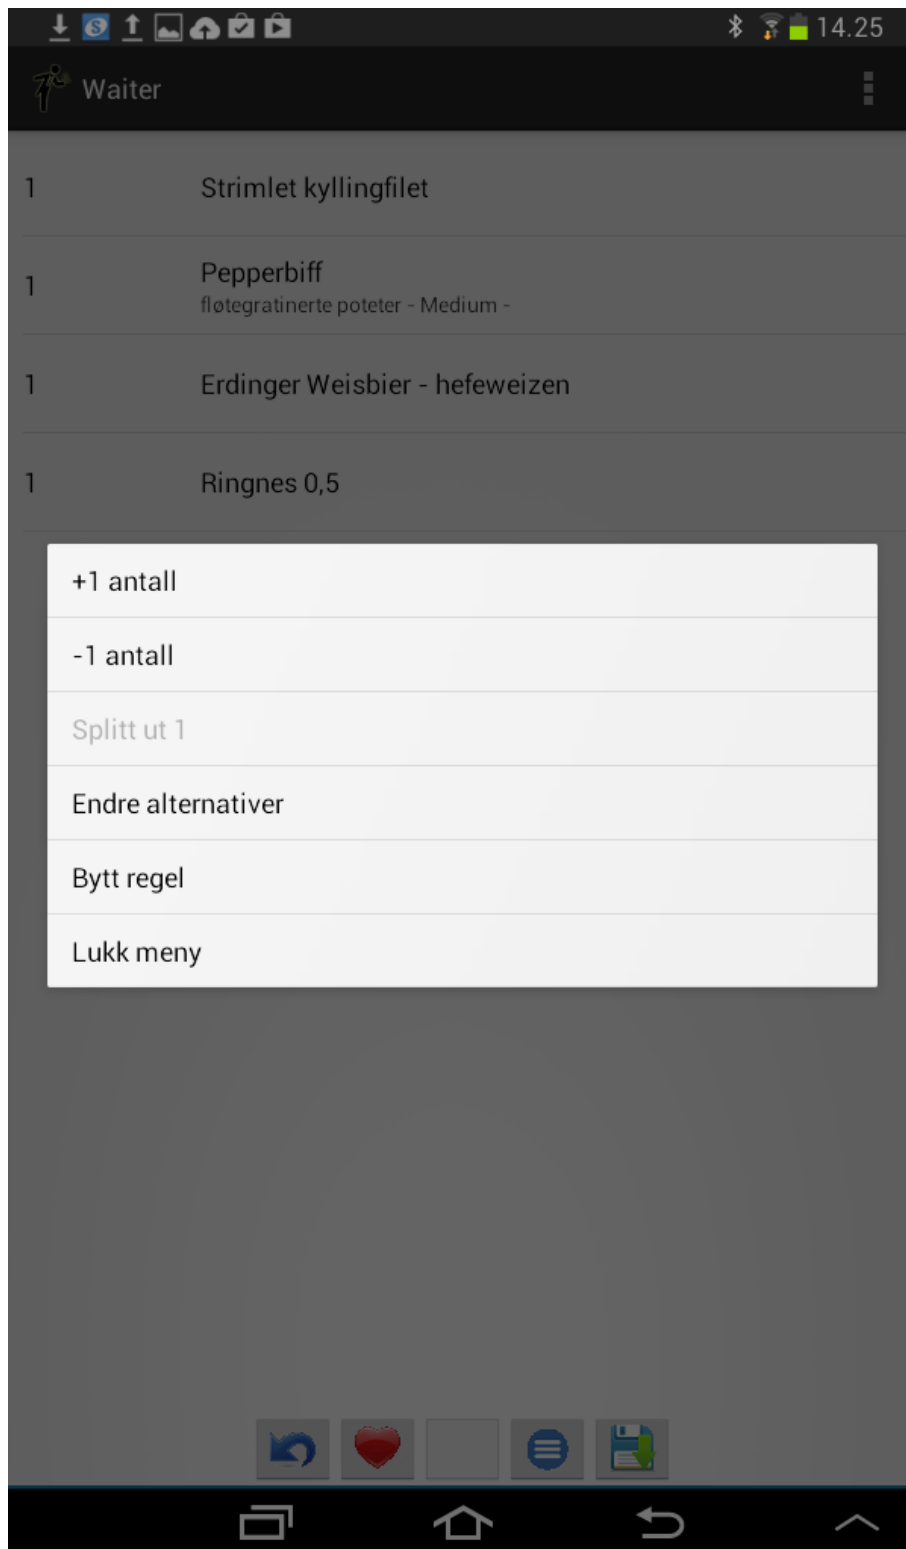 14.25
Waiter
1 Strimlet kyllingfilet
1 Pepperbiff
fløtegratinerte poteter - Medium -
1 Erdinger Weisbier - hefeweizen
1 Ringnes 0,5
+1 antall
-1 antall
Splitt ut 1
Endre alternativer
Bytt regel
Lukk meny